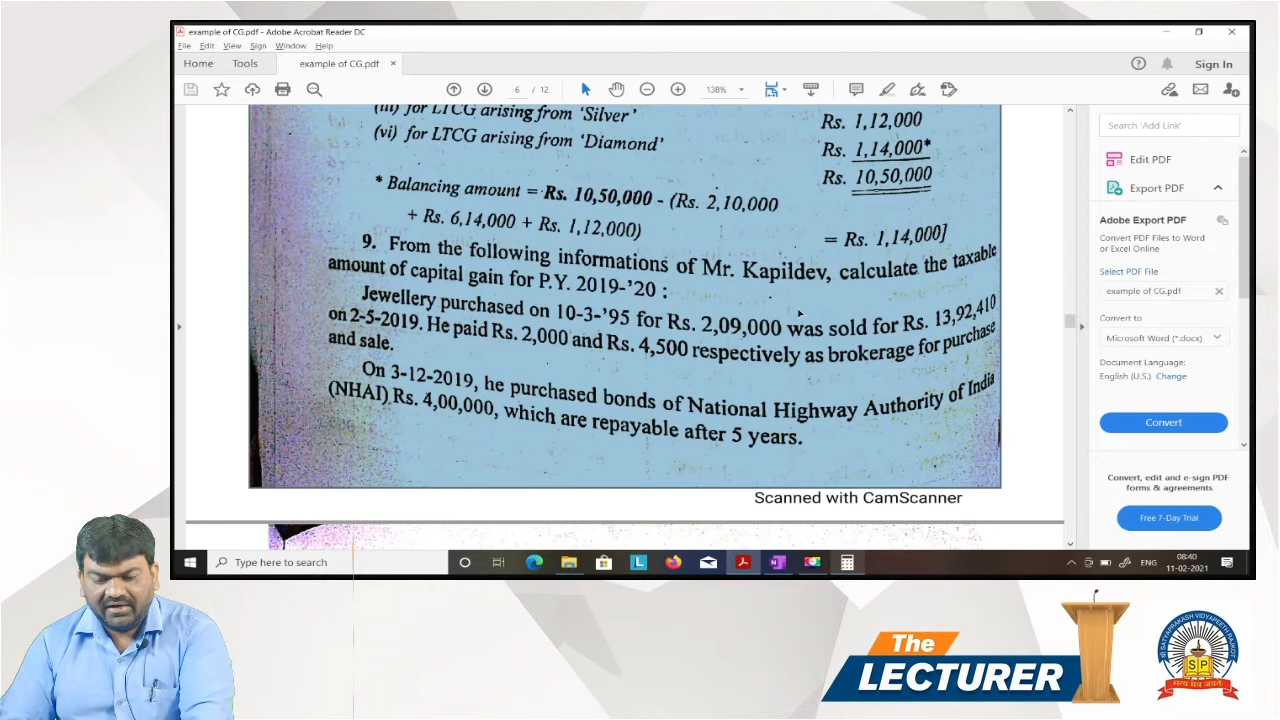 example of CG.pdf - Adobe Acrobat Reader DC
File Edit View Sign Window Help
Home Tools example of CG.pdf × Sign In
6 / 12 138%
(iii) for LTCG arising from 'Silver' Rs. 1,12,000
(vi) for LTCG arising from 'Diamond' Rs. 1,14,000*
Rs. 10,50,000
* Balancing amount = Rs. 10,50,000 - (Rs. 2,10,000
+ Rs. 6,14,000 + Rs. 1,12,000) = Rs. 1,14,000]
9. From the following informations of Mr. Kapildev, calculate the taxable
amount of capital gain for P.Y. 2019-'20 :
Jewellery purchased on 10-3-'95 for Rs. 2,09,000 was sold for Rs. 13,92,410
on 2-5-2019. He paid Rs. 2,000 and Rs. 4,500 respectively as brokerage for purchase
and sale.
On 3-12-2019, he purchased bonds of National Highway Authority of India
(NHAI) Rs. 4,00,000, which are repayable after 5 years.
Scanned with CamScanner
Search 'Add Link'
Edit PDF
Export PDF
Adobe Export PDF
Convert PDF Files to Word
or Excel Online
Select PDF File
example of CG.pdf ×
Convert to
Microsoft Word (*.docx)
Document Language:
English (U.S.) Change
Convert
Convert, edit and e-sign PDF
forms & agreements
Free 7-Day Trial
Type here to search
ENG
08:40
11-02-2021
The
LECTURER
SP
सत्यमेव जयते